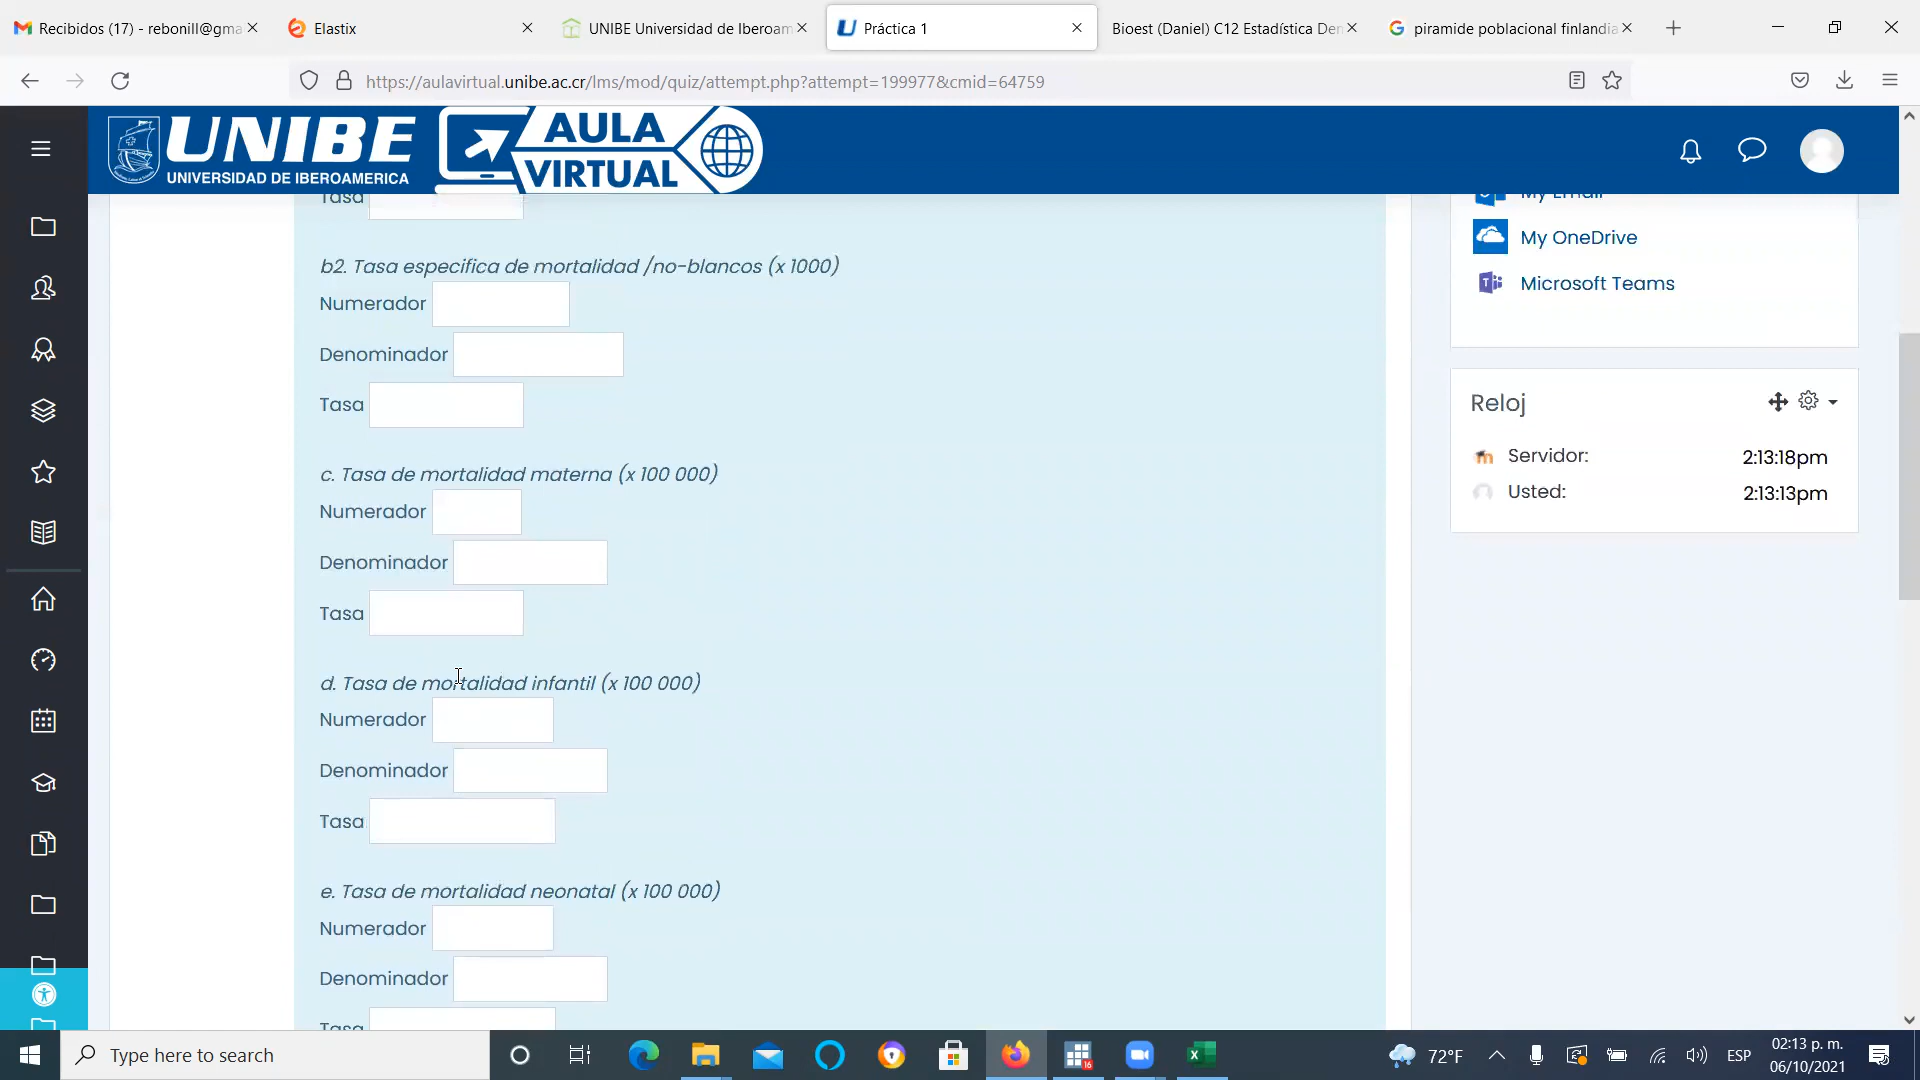 Recibidos (17) - rebonill@gma
Elastix
UNIBE Universidad de Iberoam
Práctica 1
Bioest (Daniel) C12 Estadística Den
piramide poblacional finlandia
https://aulavirtual.unibe.ac.cr/lms/mod/quiz/attempt.php?attempt=199977&cmid=64759
UNIBE
UNIVERSIDAD DE IBEROAMERICA
AULA
VIRTUAL
Tasa
b2. Tasa especifica de mortalidad /no-blancos (x 1000)
Numerador
Denominador
Tasa
c. Tasa de mortalidad materna (x 100 000)
Numerador
Denominador
Tasa
d. Tasa de mortalidad infantil (x 100 000)
Numerador
Denominador
Tasa
e. Tasa de mortalidad neonatal (x 100 000)
Numerador
Denominador
Tasa
My Email
My OneDrive
Microsoft Teams
Reloj
Servidor: 2:13:18pm
Usted: 2:13:13pm
Type here to search
16
72°F
ESP
02:13 p. m.
06/10/2021